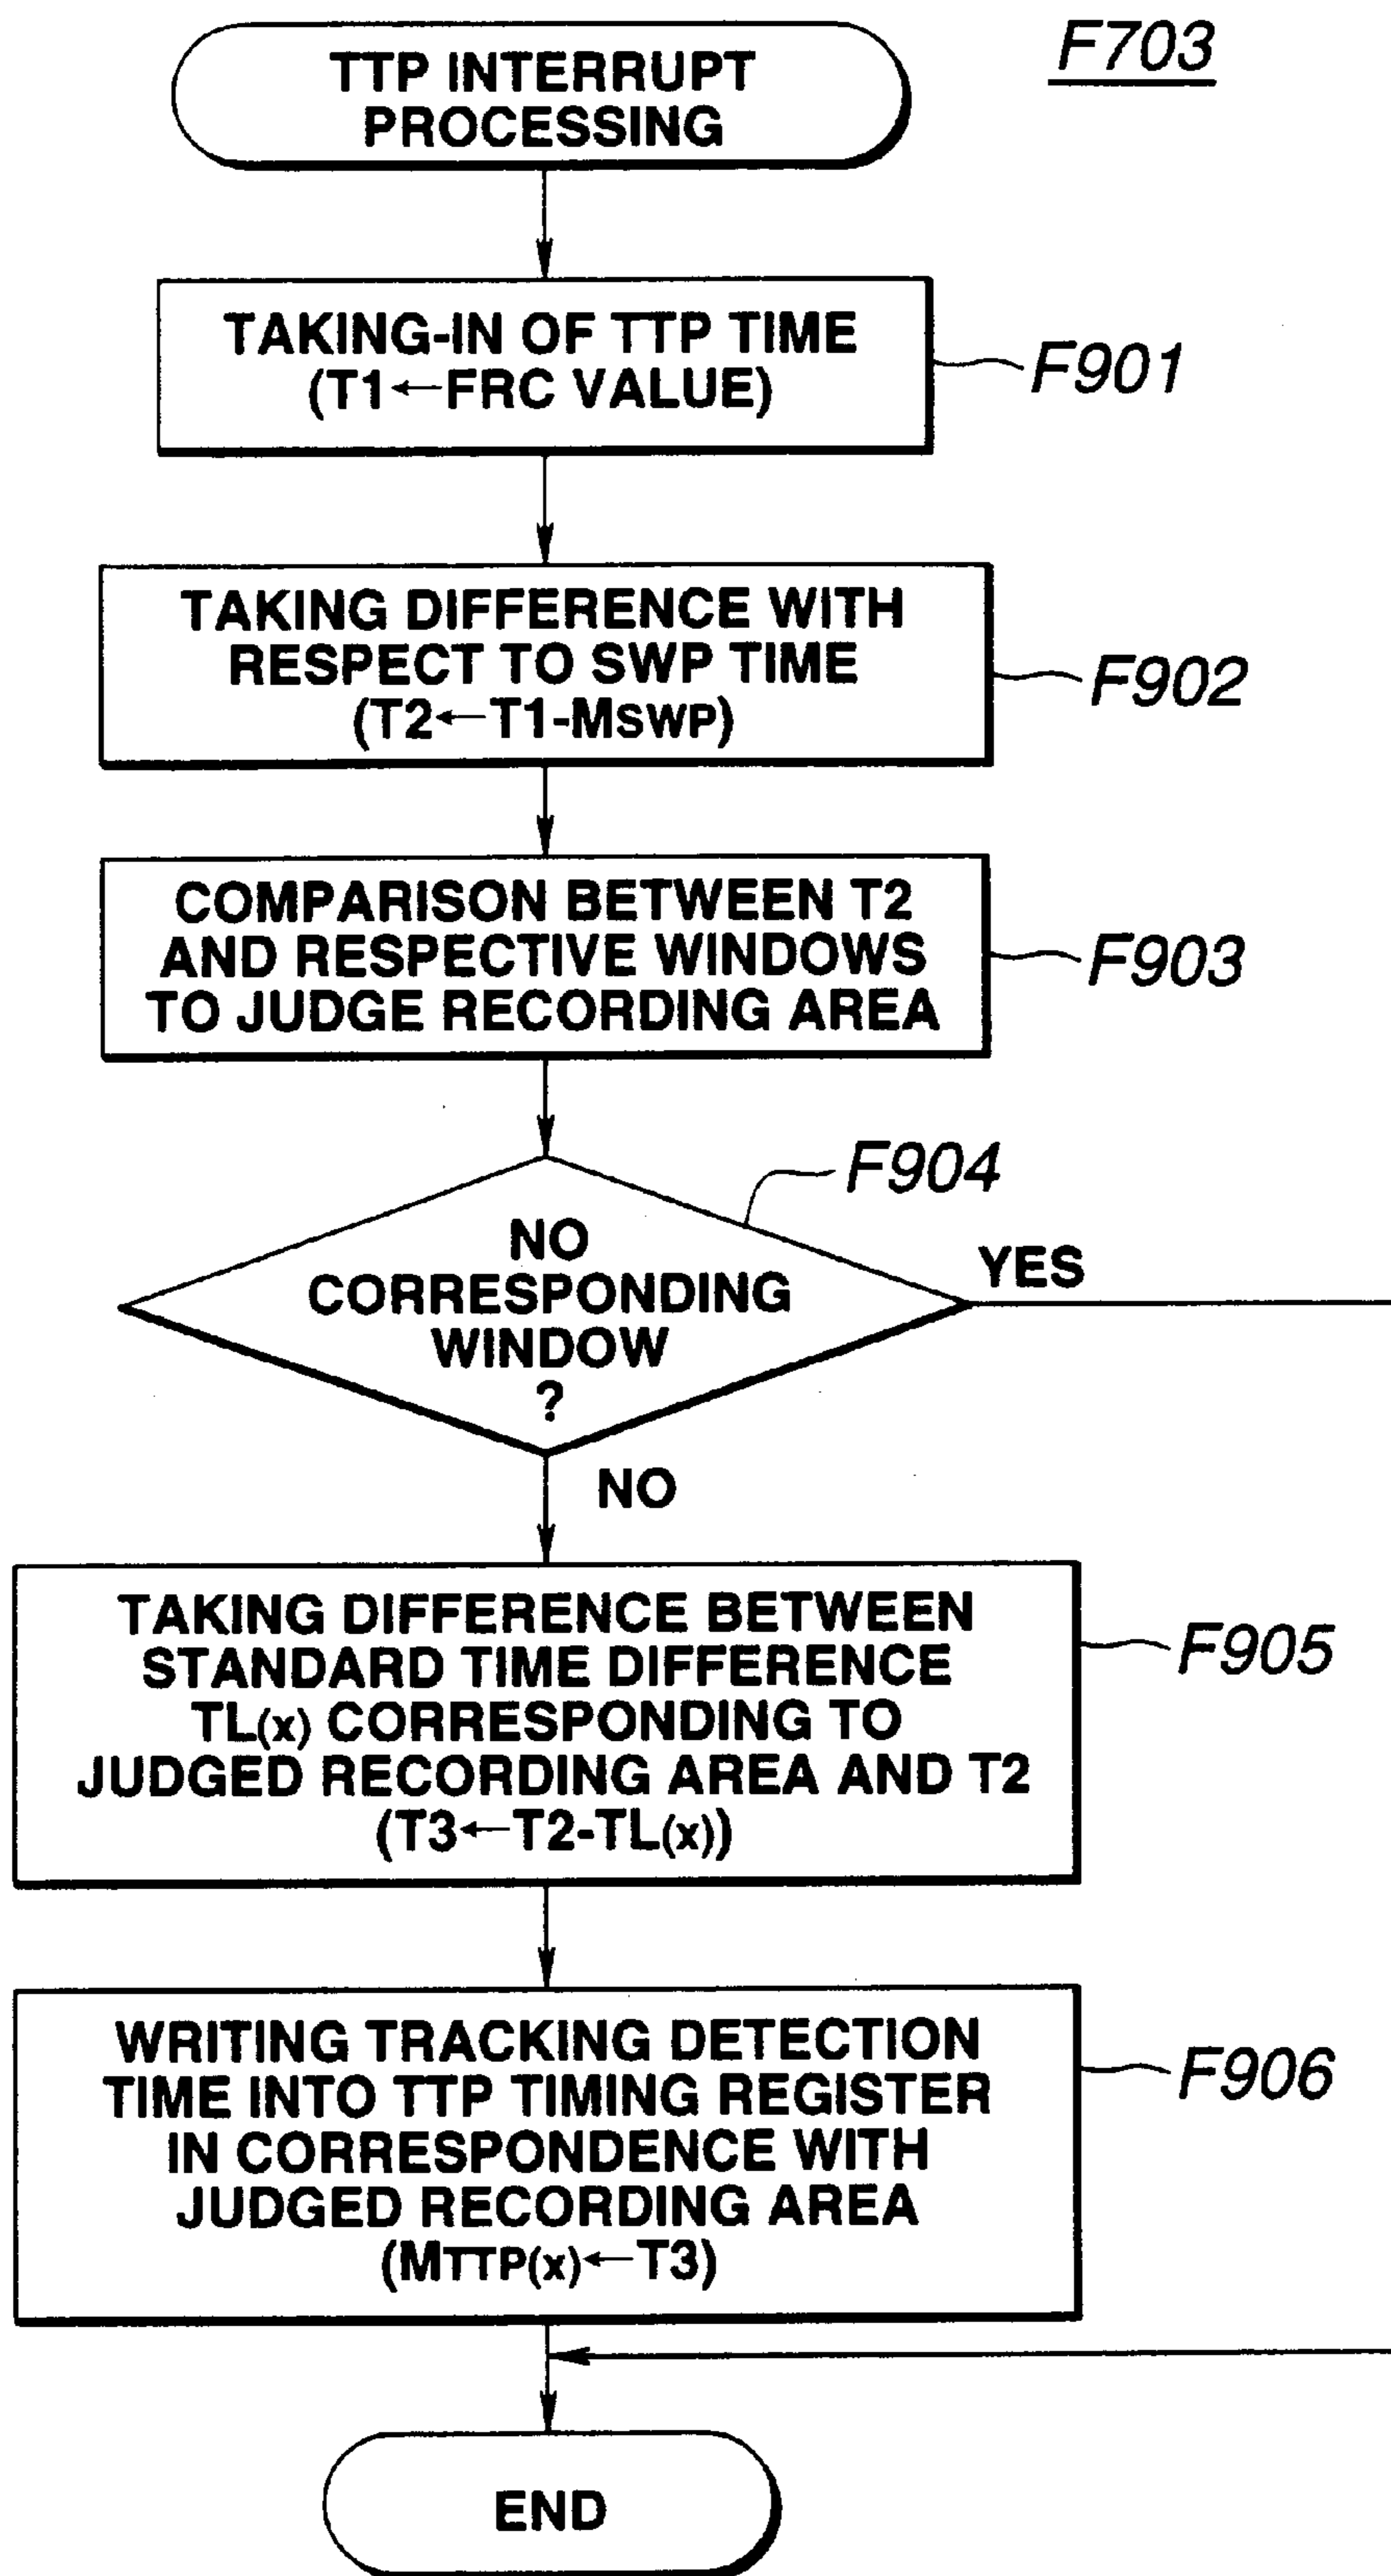 F703
TTP INTERRUPT
PROCESSING
TAKING-IN OF TTP TIME
(T1←FRC VALUE)
F901
TAKING DIFFERENCE WITH
RESPECT TO SWP TIME
(T2←T1-MSWP)
F902
COMPARISON BETWEEN T2
AND RESPECTIVE WINDOWS
TO JUDGE RECORDING AREA
F903
F904
NO
CORRESPONDING
WINDOW
?
YES
NO
TAKING DIFFERENCE BETWEEN
STANDARD TIME DIFFERENCE
TL(x) CORRESPONDING TO
JUDGED RECORDING AREA AND T2
(T3←T2-TL(x))
F905
WRITING TRACKING DETECTION
TIME INTO TTP TIMING REGISTER
IN CORRESPONDENCE WITH
JUDGED RECORDING AREA
(MTTP(x)←T3)
F906
END